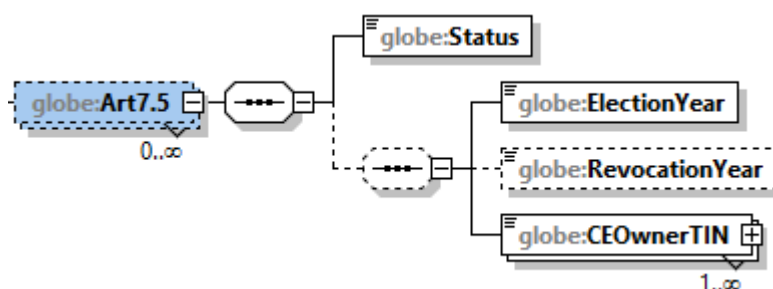 globe:Status
globe:Art7.5
0..∞
globe:ElectionYear
globe:RevocationYear
globe:CEOwnerTIN
1..∞